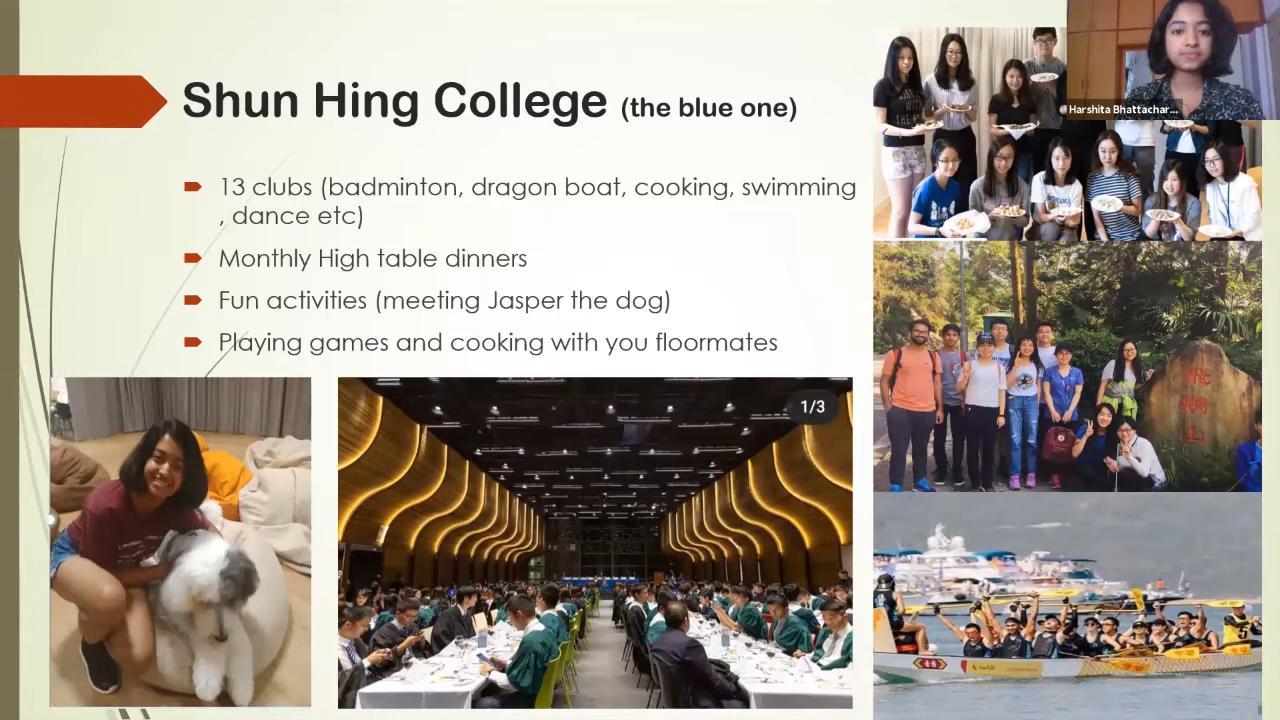 Shun Hing College (the blue one)
13 clubs (badminton, dragon boat, cooking, swimming
, dance etc)
Monthly High table dinners
Fun activities (meeting Jasper the dog)
Playing games and cooking with you floormates
Harshita Bhattachar...
1/3
飛鵝山